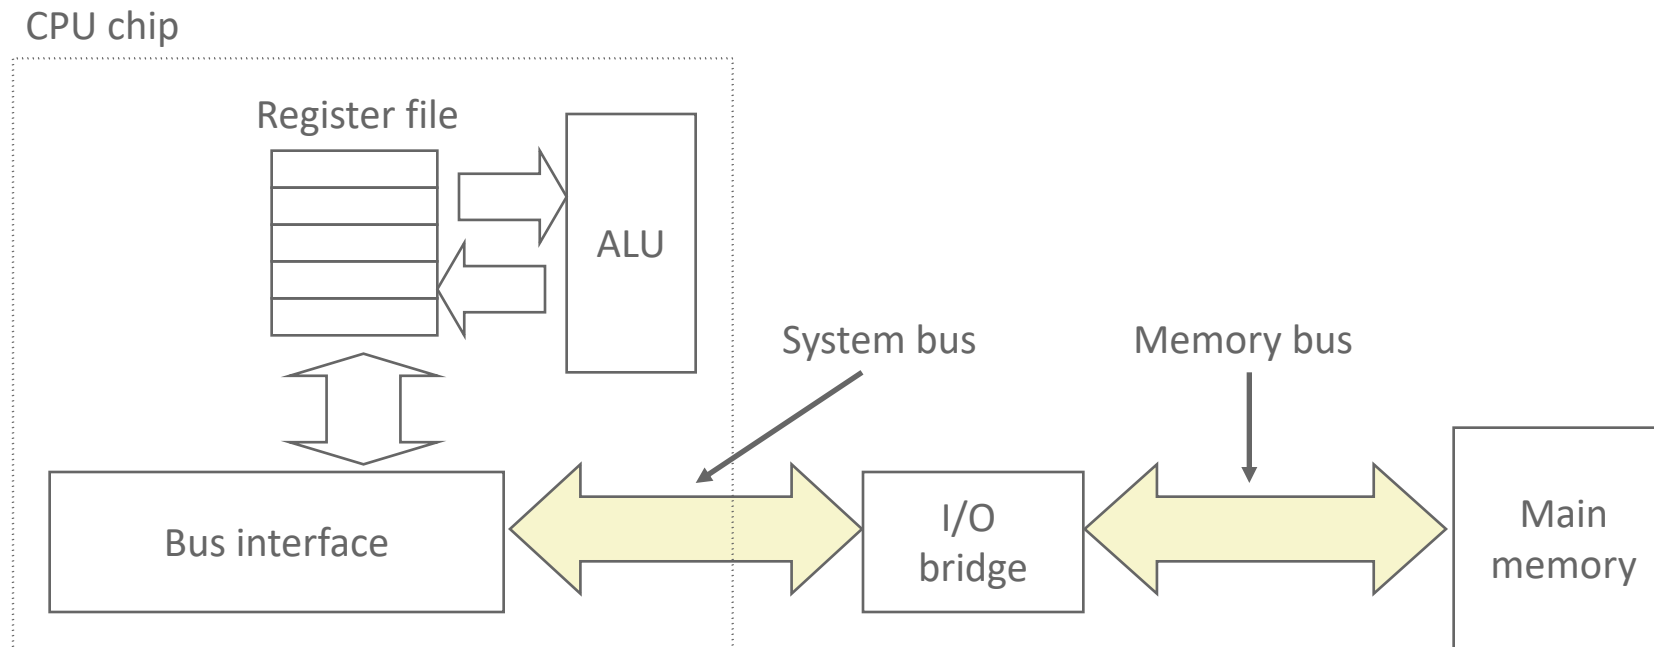 CPU chip
Register file
ALU
System bus
Memory bus
Bus interface
I/O
bridge
Main
memory